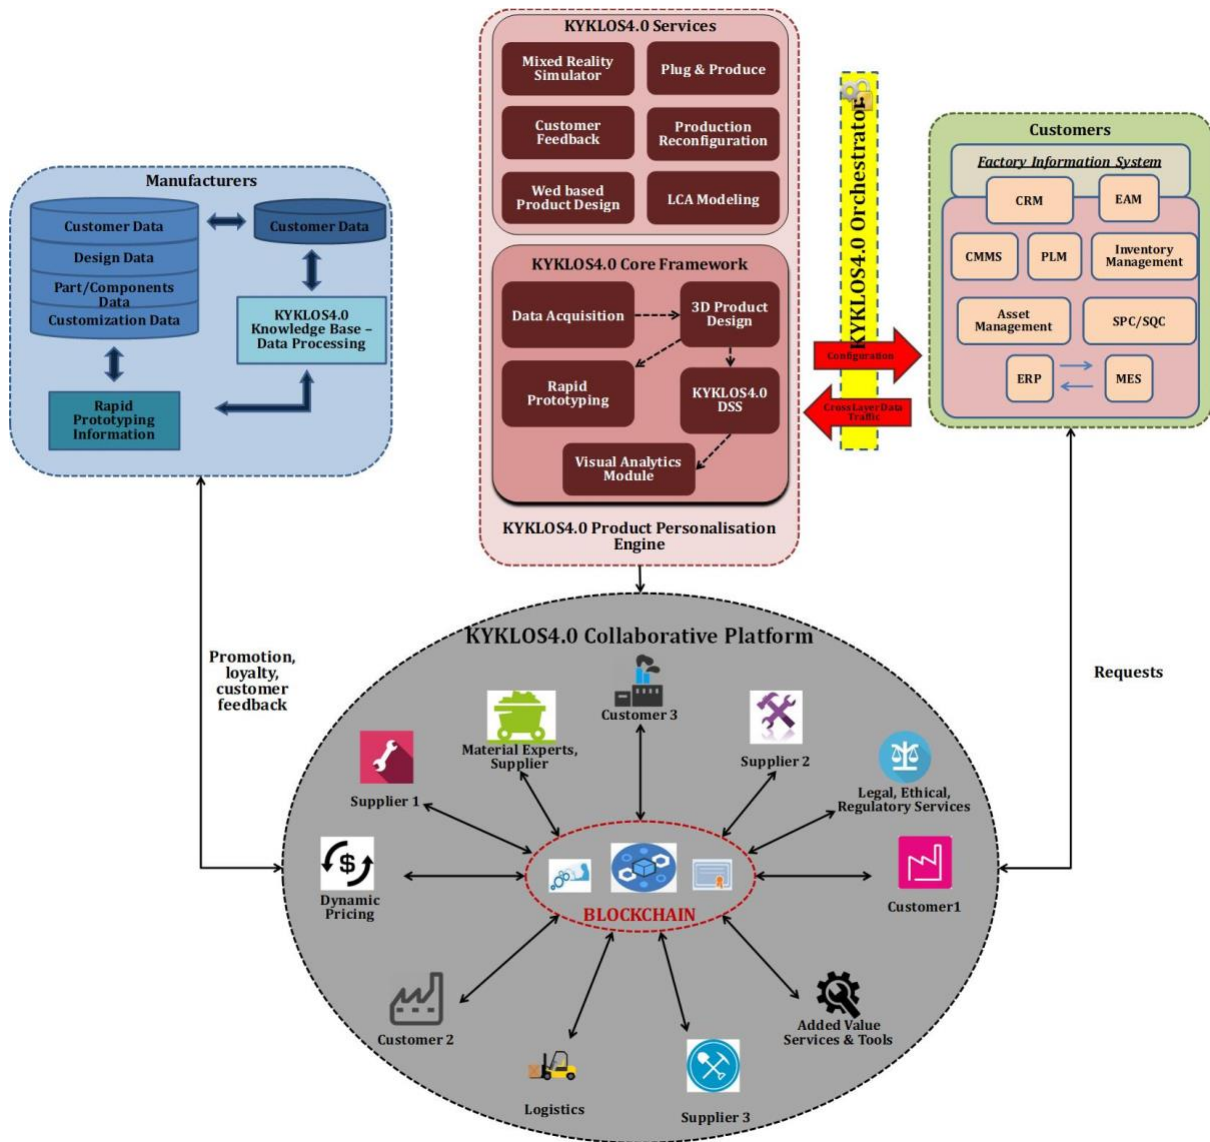 KYKLOS4.0 Services
Mixed Reality
Simulator
Plug & Produce
Customer
Feedback
Production
Reconfiguration
Wed based
Product Design
LCA Modeling
KYKLOS4.0 Core Framework
Data Acquisition
3D Product
Design
Rapid
Prototyping
KYKLOS4.0
DSS
Visual Analytics
Module
KYKLOS4.0 Product Personalisation
Engine
KYKLOS4.0 Orchestrator
Configuration
CrossLayerData
Traffic
Manufacturers
Customer Data
Design Data
Part/Components
Data
Customization Data
Customer Data
KYKLOS4.0
Knowledge Base –
Data Processing
Rapid
Prototyping
Information
Customers
Factory Information System
CRM
EAM
CMMS
PLM
Inventory
Management
Asset
Management
SPC/SQC
ERP
MES
Promotion,
loyalty,
customer
feedback
Requests
KYKLOS4.0 Collaborative Platform
Customer 3
Material Experts,
Supplier
Supplier 2
Supplier 1
Legal, Ethical,
Regulatory Services
$
Dynamic
Pricing
BLOCKCHAIN
Customer1
Customer 2
Added Value
Services & Tools
Logistics
Supplier 3